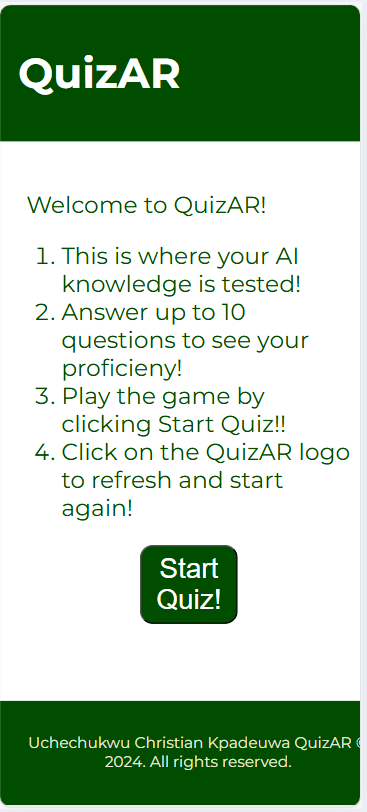 QuizAR
Welcome to QuizAR!
1. This is where your AI
knowledge is tested!
2. Answer up to 10
questions to see your
proficieny!
3. Play the game by
clicking Start Quiz!!
4. Click on the QuizAR logo
to refresh and start
again!
Start
Quiz!
Uchechukwu Christian Kpadeuwa QuizAR ©
2024. All rights reserved.